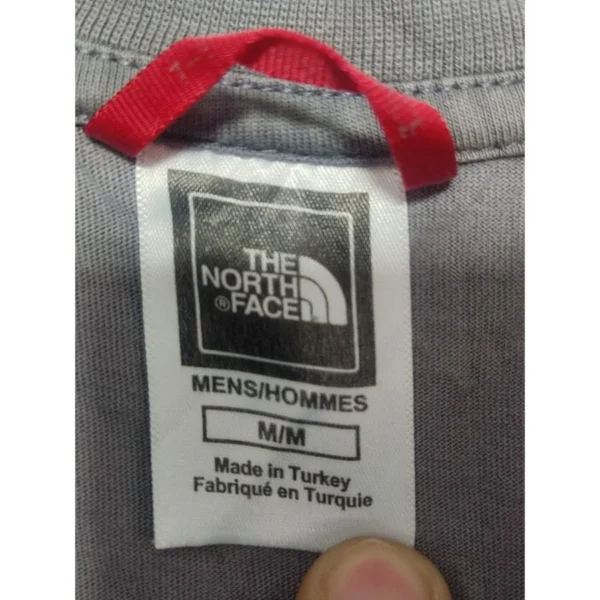 THE
NORTH
®FACE
MENS/HOMMES
M/M
Made in Turkey
Fabriqué en Turquie